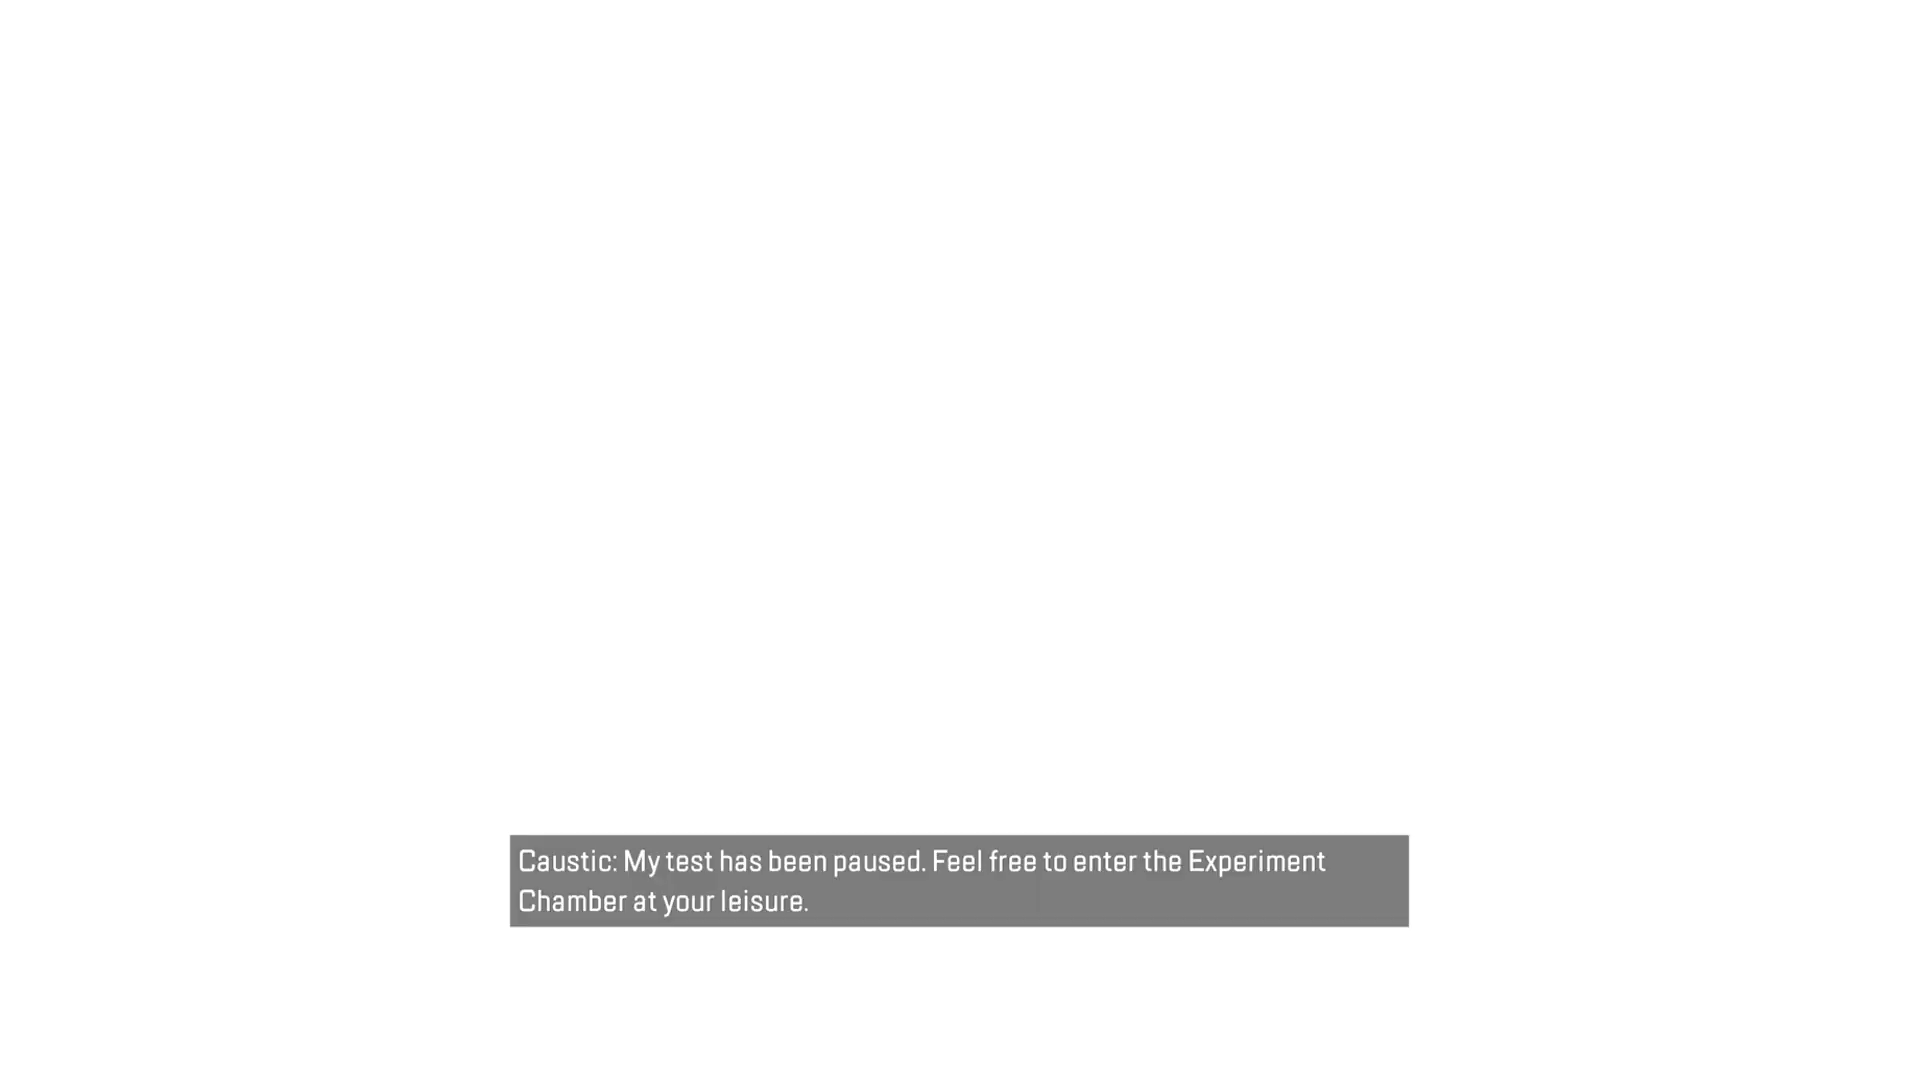 Caustic: My test has been paused. Feel free to enter the Experiment
Chamber at your leisure.